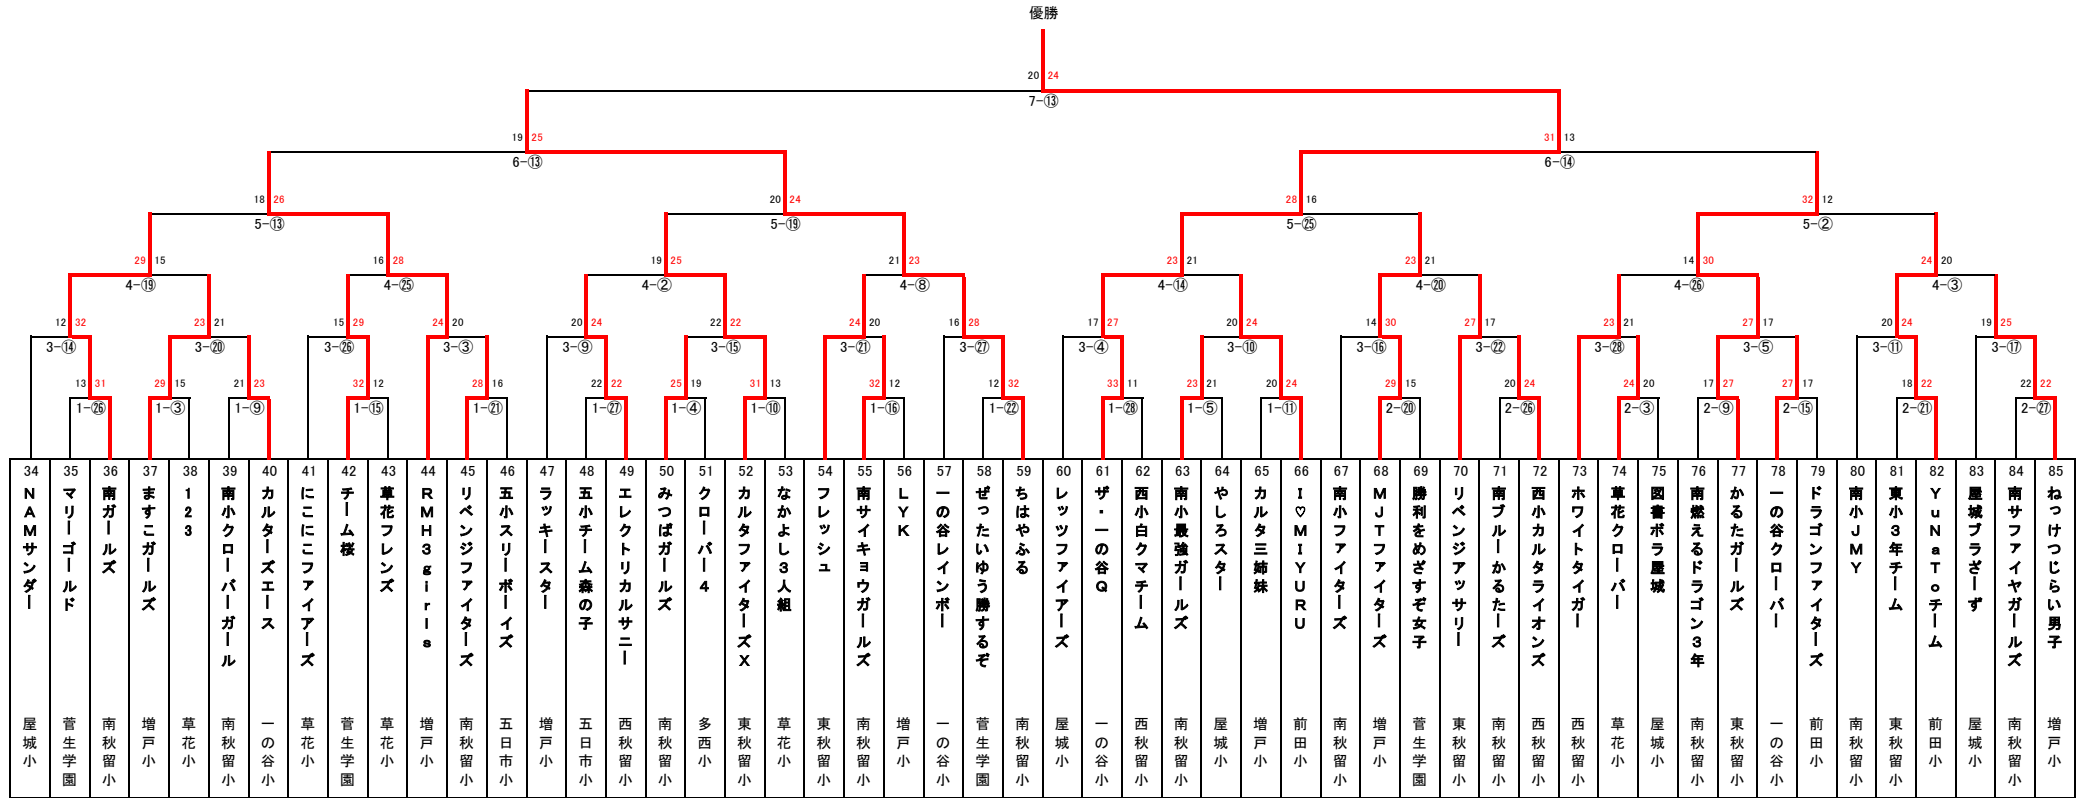 優勝
20 24
7-⑬
19 25 31 13
6-⑬ 6-⑭
18 26 20 24 28 16 32 12
5-⑬ 5-⑲ 5-㉕ 5-②
29 15 16 28 19 25 21 23 23 21 23 21 14 30 24 20
4-⑲ 4-㉕ 4-② 4-⑧ 4-⑭ 4-⑳ 4-㉖ 4-③
12 32 23 21 15 29 24 20 20 24 22 22 24 20 16 28 17 27 20 24 14 30 27 17 23 21 27 17 20 24 19 25
3-⑭ 3-⑳ 3-㉖ 3-③ 3-⑨ 3-⑮ 3-㉑ 3-㉗ 3-④ 3-⑩ 3-⑯ 3-㉒ 3-㉘ 3-⑤ 3-⑪ 3-⑰
13 31 29 15 21 23 32 12 28 16 22 22 25 19 31 13 32 12 12 32 33 11 23 21 20 24 29 15 20 24 24 20 17 27 27 17 18 22 22 22
1-㉖ 1-③ 1-⑨ 1-⑮ 1-㉑ 1-㉗ 1-④ 1-⑩ 1-⑯ 1-㉒ 1-㉘ 1-⑤ 1-⑪ 2-⑳ 2-㉖ 2-③ 2-⑨ 2-⑮ 2-㉑ 2-㉗
34 NAMサンダー 屋城小
35 マリーゴールド 菅生学園
36 南ガールズ 南秋留小
37 ますこガールズ 増戸小
38 123 草花小
39 南小クローバーガール 南秋留小
40 カルターズエース 一の谷小
41 にこにこファイアーズ 草花小
42 チーム桜 菅生学園
43 草花フレンズ 草花小
44 RMH3girls 増戸小
45 リベンジファイターズ 南秋留小
46 五小スリーボーイズ 五日市小
47 ラッキースター 増戸小
48 五小チーム森の子 五日市小
49 エレクトリカルサニー 西秋留小
50 みつばガールズ 南秋留小
51 クローバー4 多西小
52 カルタファイターズX 東秋留小
53 なかよし3人組 草花小
54 フレッシュ 東秋留小
55 南サイキョウガールズ 南秋留小
56 LYK 増戸小
57 一の谷レインボー 一の谷小
58 ぜったいゆう勝するぞ 菅生学園
59 ちはやふる 南秋留小
60 レッツファイアーズ 屋城小
61 ザ・一の谷Q 一の谷小
62 西小白クマチーム 西秋留小
63 南小最強ガールズ 南秋留小
64 やしろスター 屋城小
65 カルタ三姉妹 増戸小
66 I♡MIYURU 前田小
67 南小ファイターズ 南秋留小
68 MJTファイターズ 増戸小
69 勝利をめざすぞ女子 菅生学園
70 リベンジアッサリー 東秋留小
71 南ブルーかるたーズ 南秋留小
72 西小カルタライオンズ 西秋留小
73 ホワイトタイガー 西秋留小
74 草花クローバー 草花小
75 図書ボラ屋城 屋城小
76 南燃えるドラゴン3年 南秋留小
77 かるたガールズ 東秋留小
78 一の谷クローバー 一の谷小
79 ドラゴンファイターズ 前田小
80 南小JMY 南秋留小
81 東小3年チーム 東秋留小
82 YuNaToチーム 前田小
83 屋城ブラざーず 屋城小
84 南サファイヤガールズ 南秋留小
85 ねっけつじらい男子 増戸小